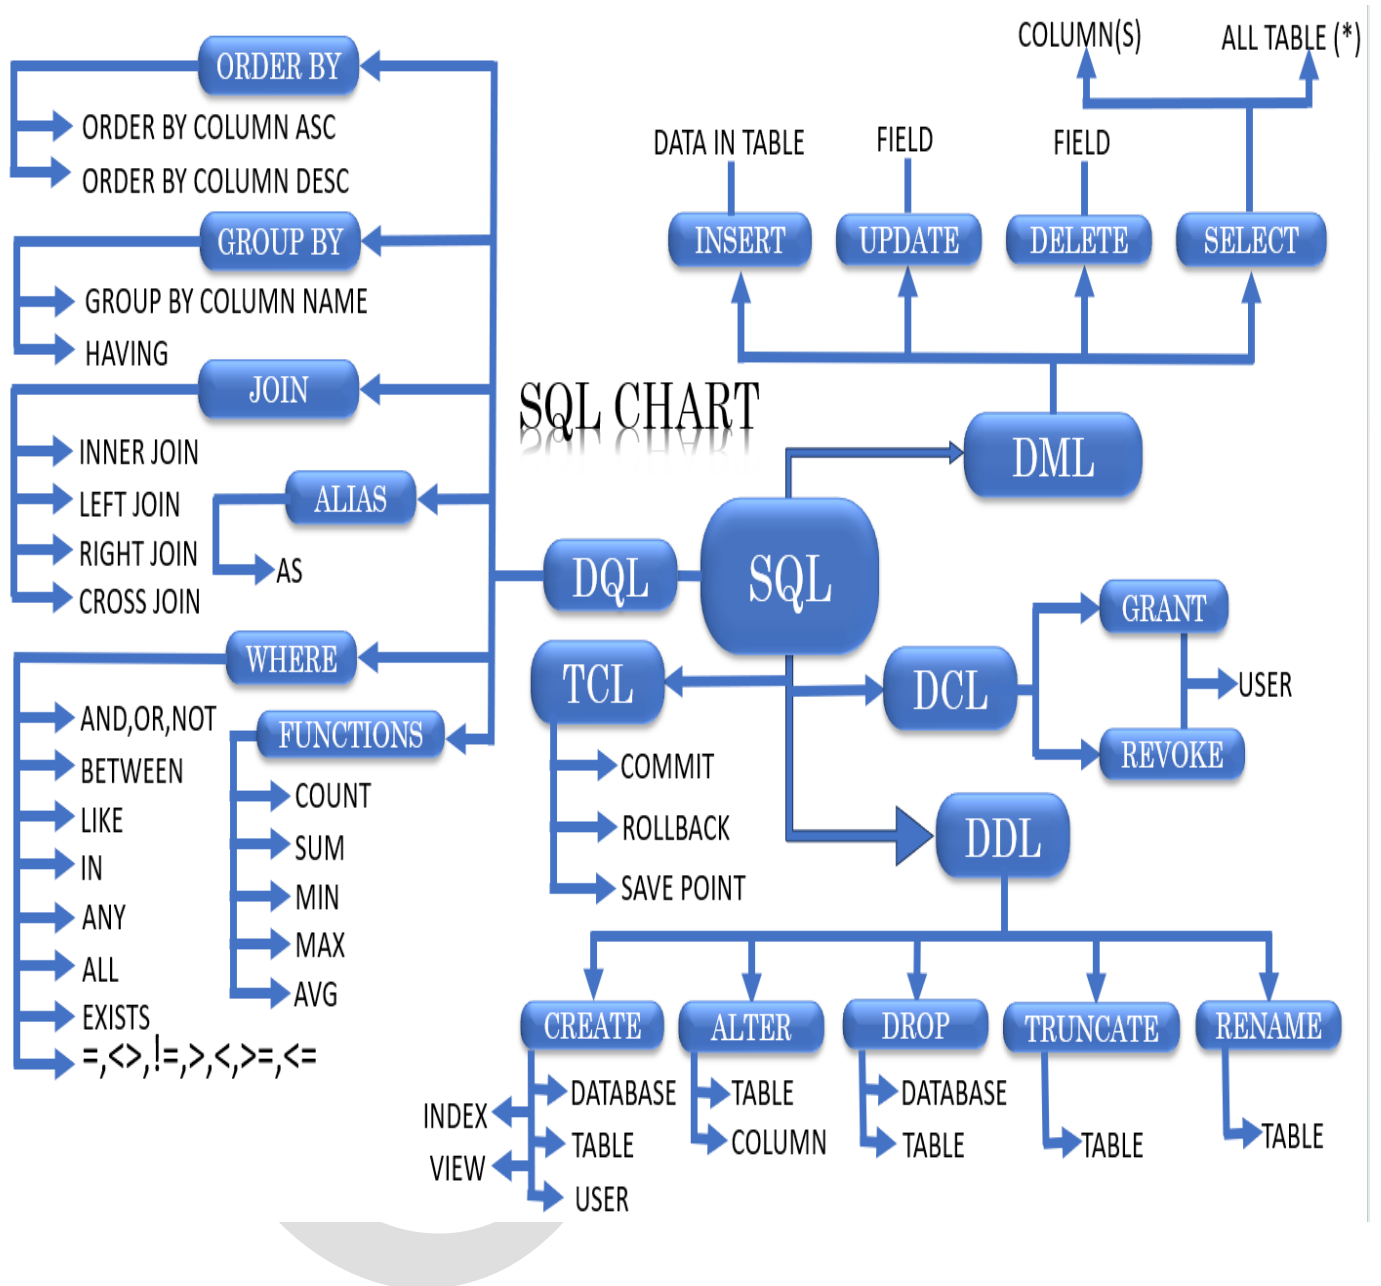 COLUMN(S)
ALL TABLE (*)
ORDER BY
ORDER BY COLUMN ASC
ORDER BY COLUMN DESC
DATA IN TABLE
FIELD
FIELD
INSERT
UPDATE
DELETE
SELECT
GROUP BY
GROUP BY COLUMN NAME
HAVING
JOIN
INNER JOIN
LEFT JOIN
RIGHT JOIN
CROSS JOIN
ALIAS
AS
SQL CHART
DML
DQL
SQL
TCL
COMMIT
ROLLBACK
SAVE POINT
DCL
GRANT
USER
REVOKE
WHERE
AND,OR,NOT
BETWEEN
LIKE
IN
ANY
ALL
EXISTS
=,<>,!=,>,<,>=,<=
FUNCTIONS
COUNT
SUM
MIN
MAX
AVG
DDL
CREATE
DATABASE
INDEX
TABLE
VIEW
USER
ALTER
TABLE
COLUMN
DROP
DATABASE
TABLE
TRUNCATE
TABLE
RENAME
TABLE